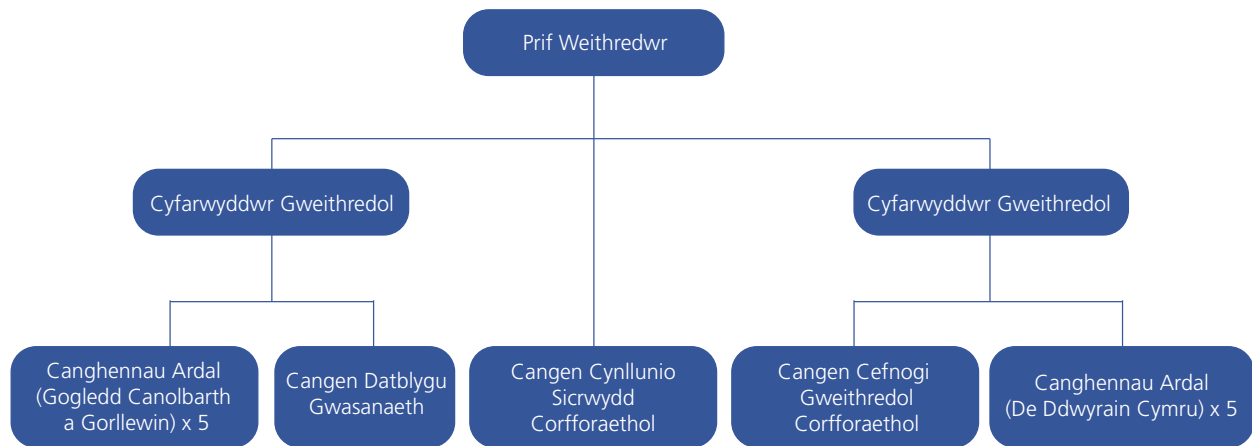 Prif Weithredwr
Cyfarwyddwr Gweithredol
Cyfarwyddwr Gweithredol
Canghennau Ardal
(Gogledd Canolbarth
a Gorllewin) x 5
Cangen Datblygu
Gwasanaeth
Cangen Cynllunio
Sicrwydd
Corfforaethol
Cangen Cefnogi
Gweithredol
Corfforaethol
Canghennau Ardal
(De Ddwyrain Cymru) x 5